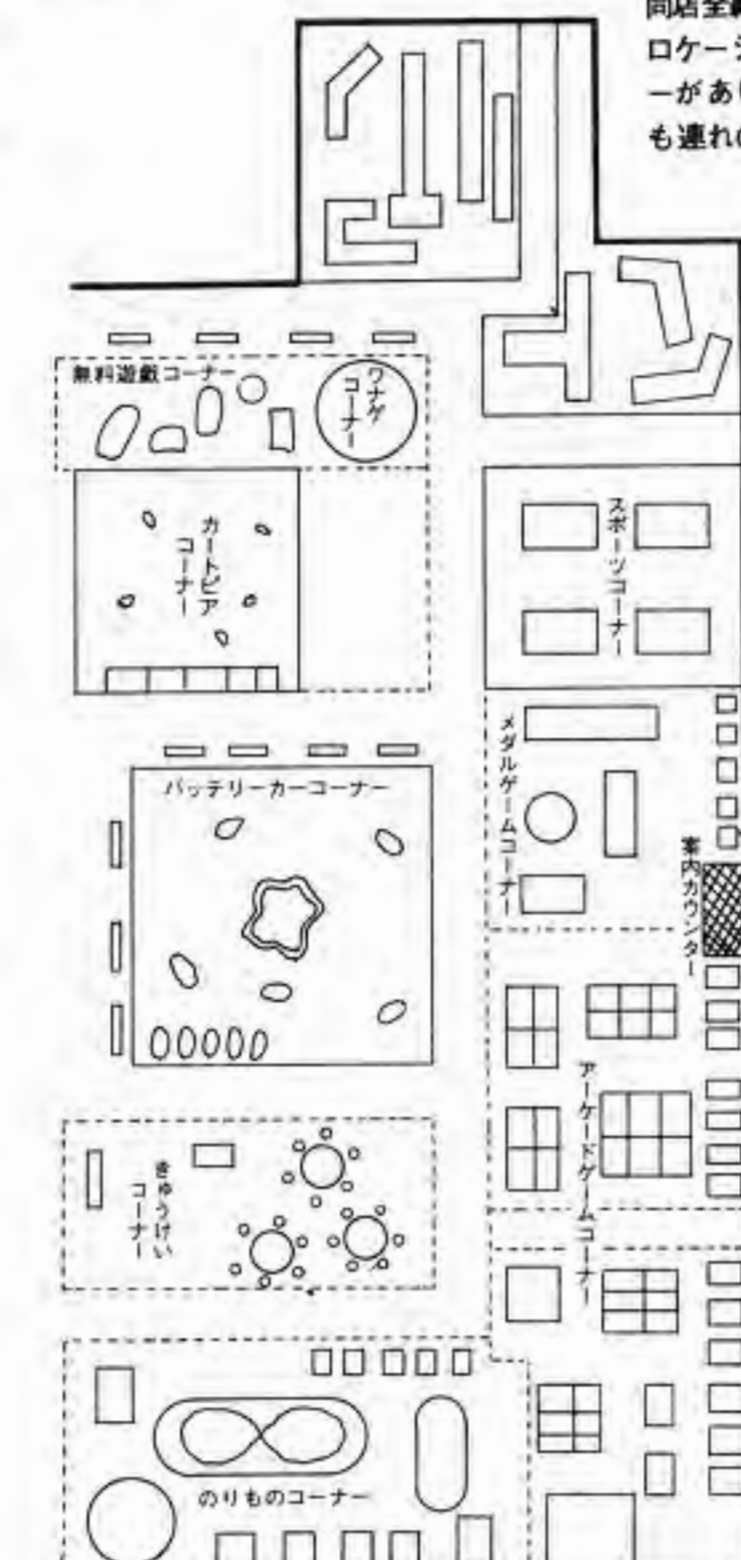 同店全
ロケーシ
ーがあ
も連れ
無料遊戯コーナー
ワナゲ
コーナー
カートピア
コーナー
スポーツコーナー
メダルゲームコーナー
バッテリーカーコーナー
案内カウンター
アーケードゲームコーナー
きゅうけい
コーナー
のりものコーナー